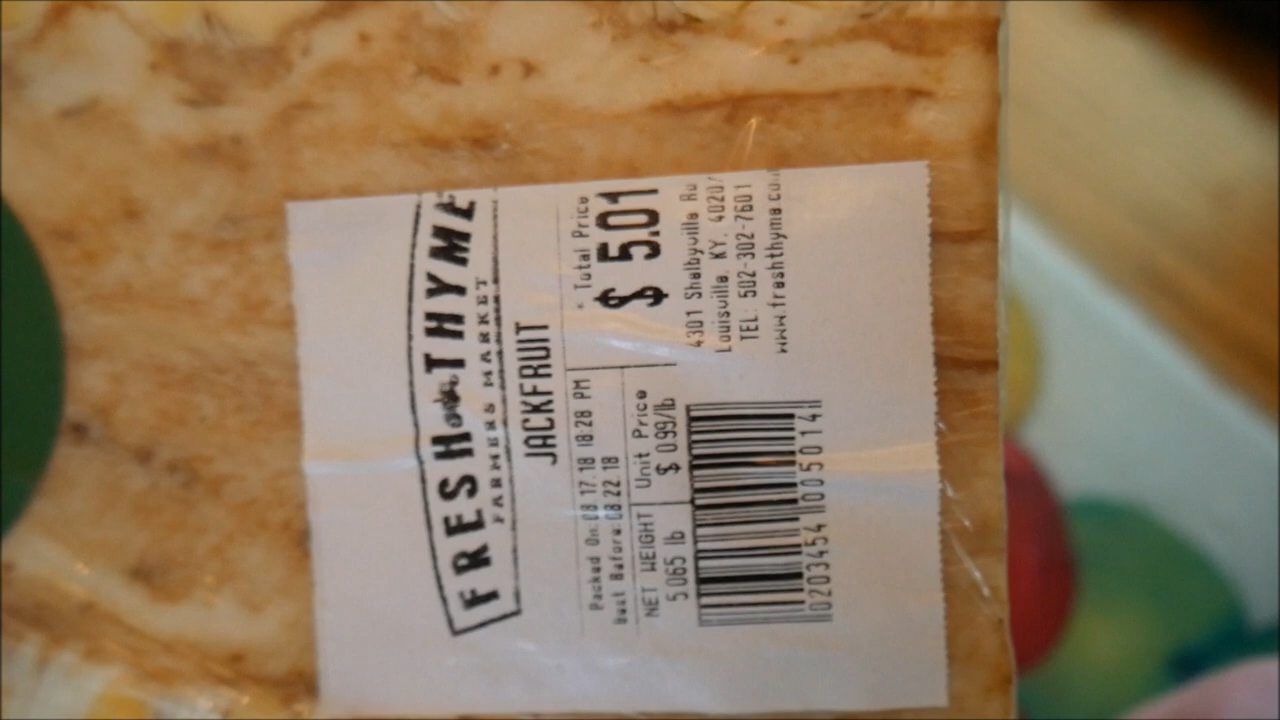 FRESH THYME
FARMERS MARKET
JACKFRUIT
Packed On: 08.17.18 18:28 PM
Best Before: 08.22.18
Total Price
$ 5.01
NET WEIGHT
5.065 lb
Unit Price
$ 0.99/lb
4301 Shelbyville Rd
Louisville, KY, 40207
TEL: 502-302-7601
www.freshthyme.com
0203454 005014